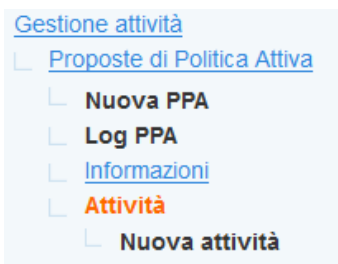 Gestione attività
Proposte di Politica Attiva
Nuova PPA
Log PPA
Informazioni
Attività
Nuova attività